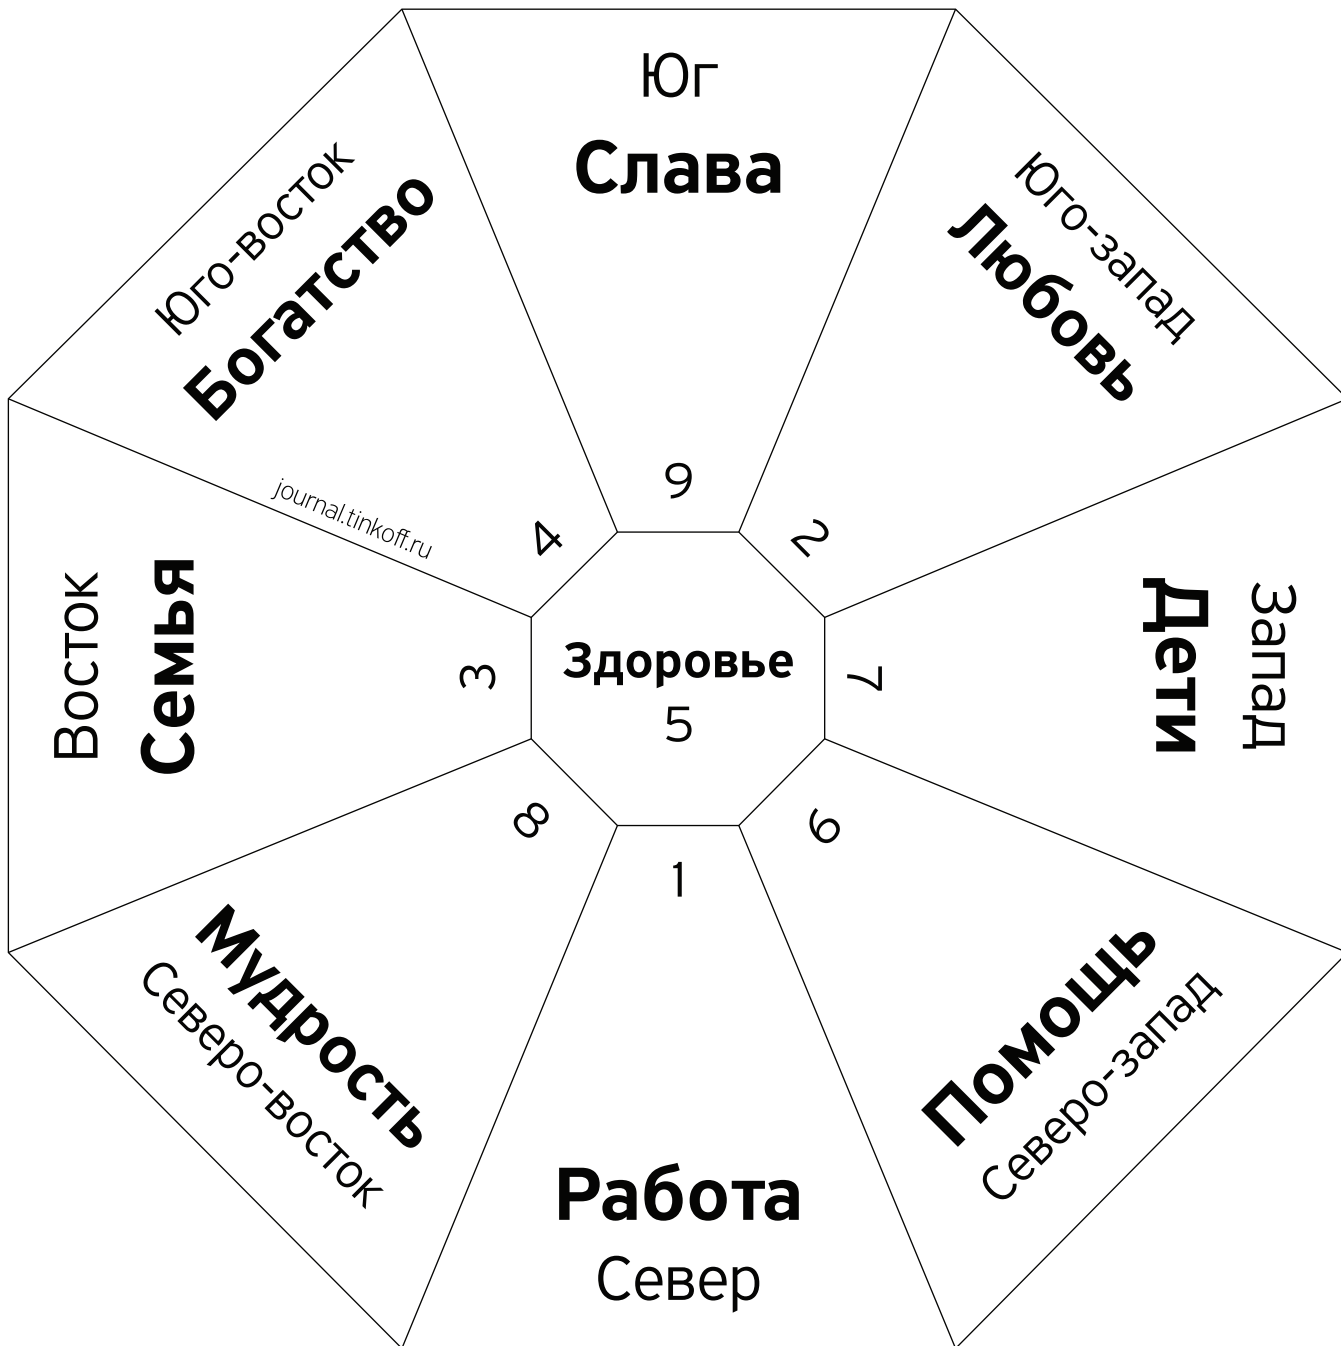 Юг
Слава
9
Юго-запад
Любовь
2
Запад
Дети
7
Помощь
Северо-запад
6
1
Работа
Север
8
Мудрость
Северо-восток
Восток
Семья
3
Юго-восток
Богатство
4
journal.tinkoff.ru
Здоровье
5